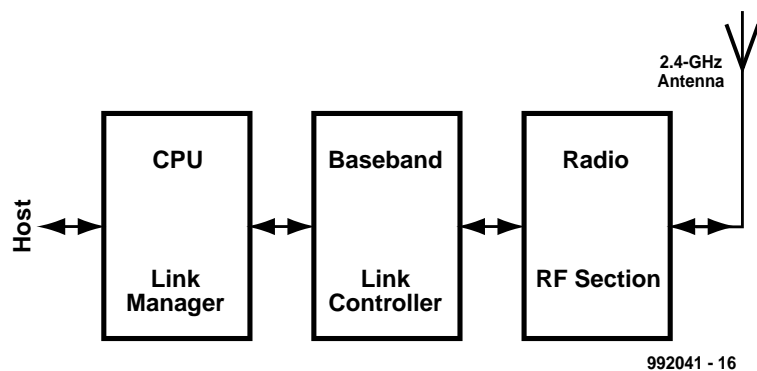 2.4-GHz
Antenna
Host
CPU
Link
Manager
Baseband
Link
Controller
Radio
RF Section
992041 - 16